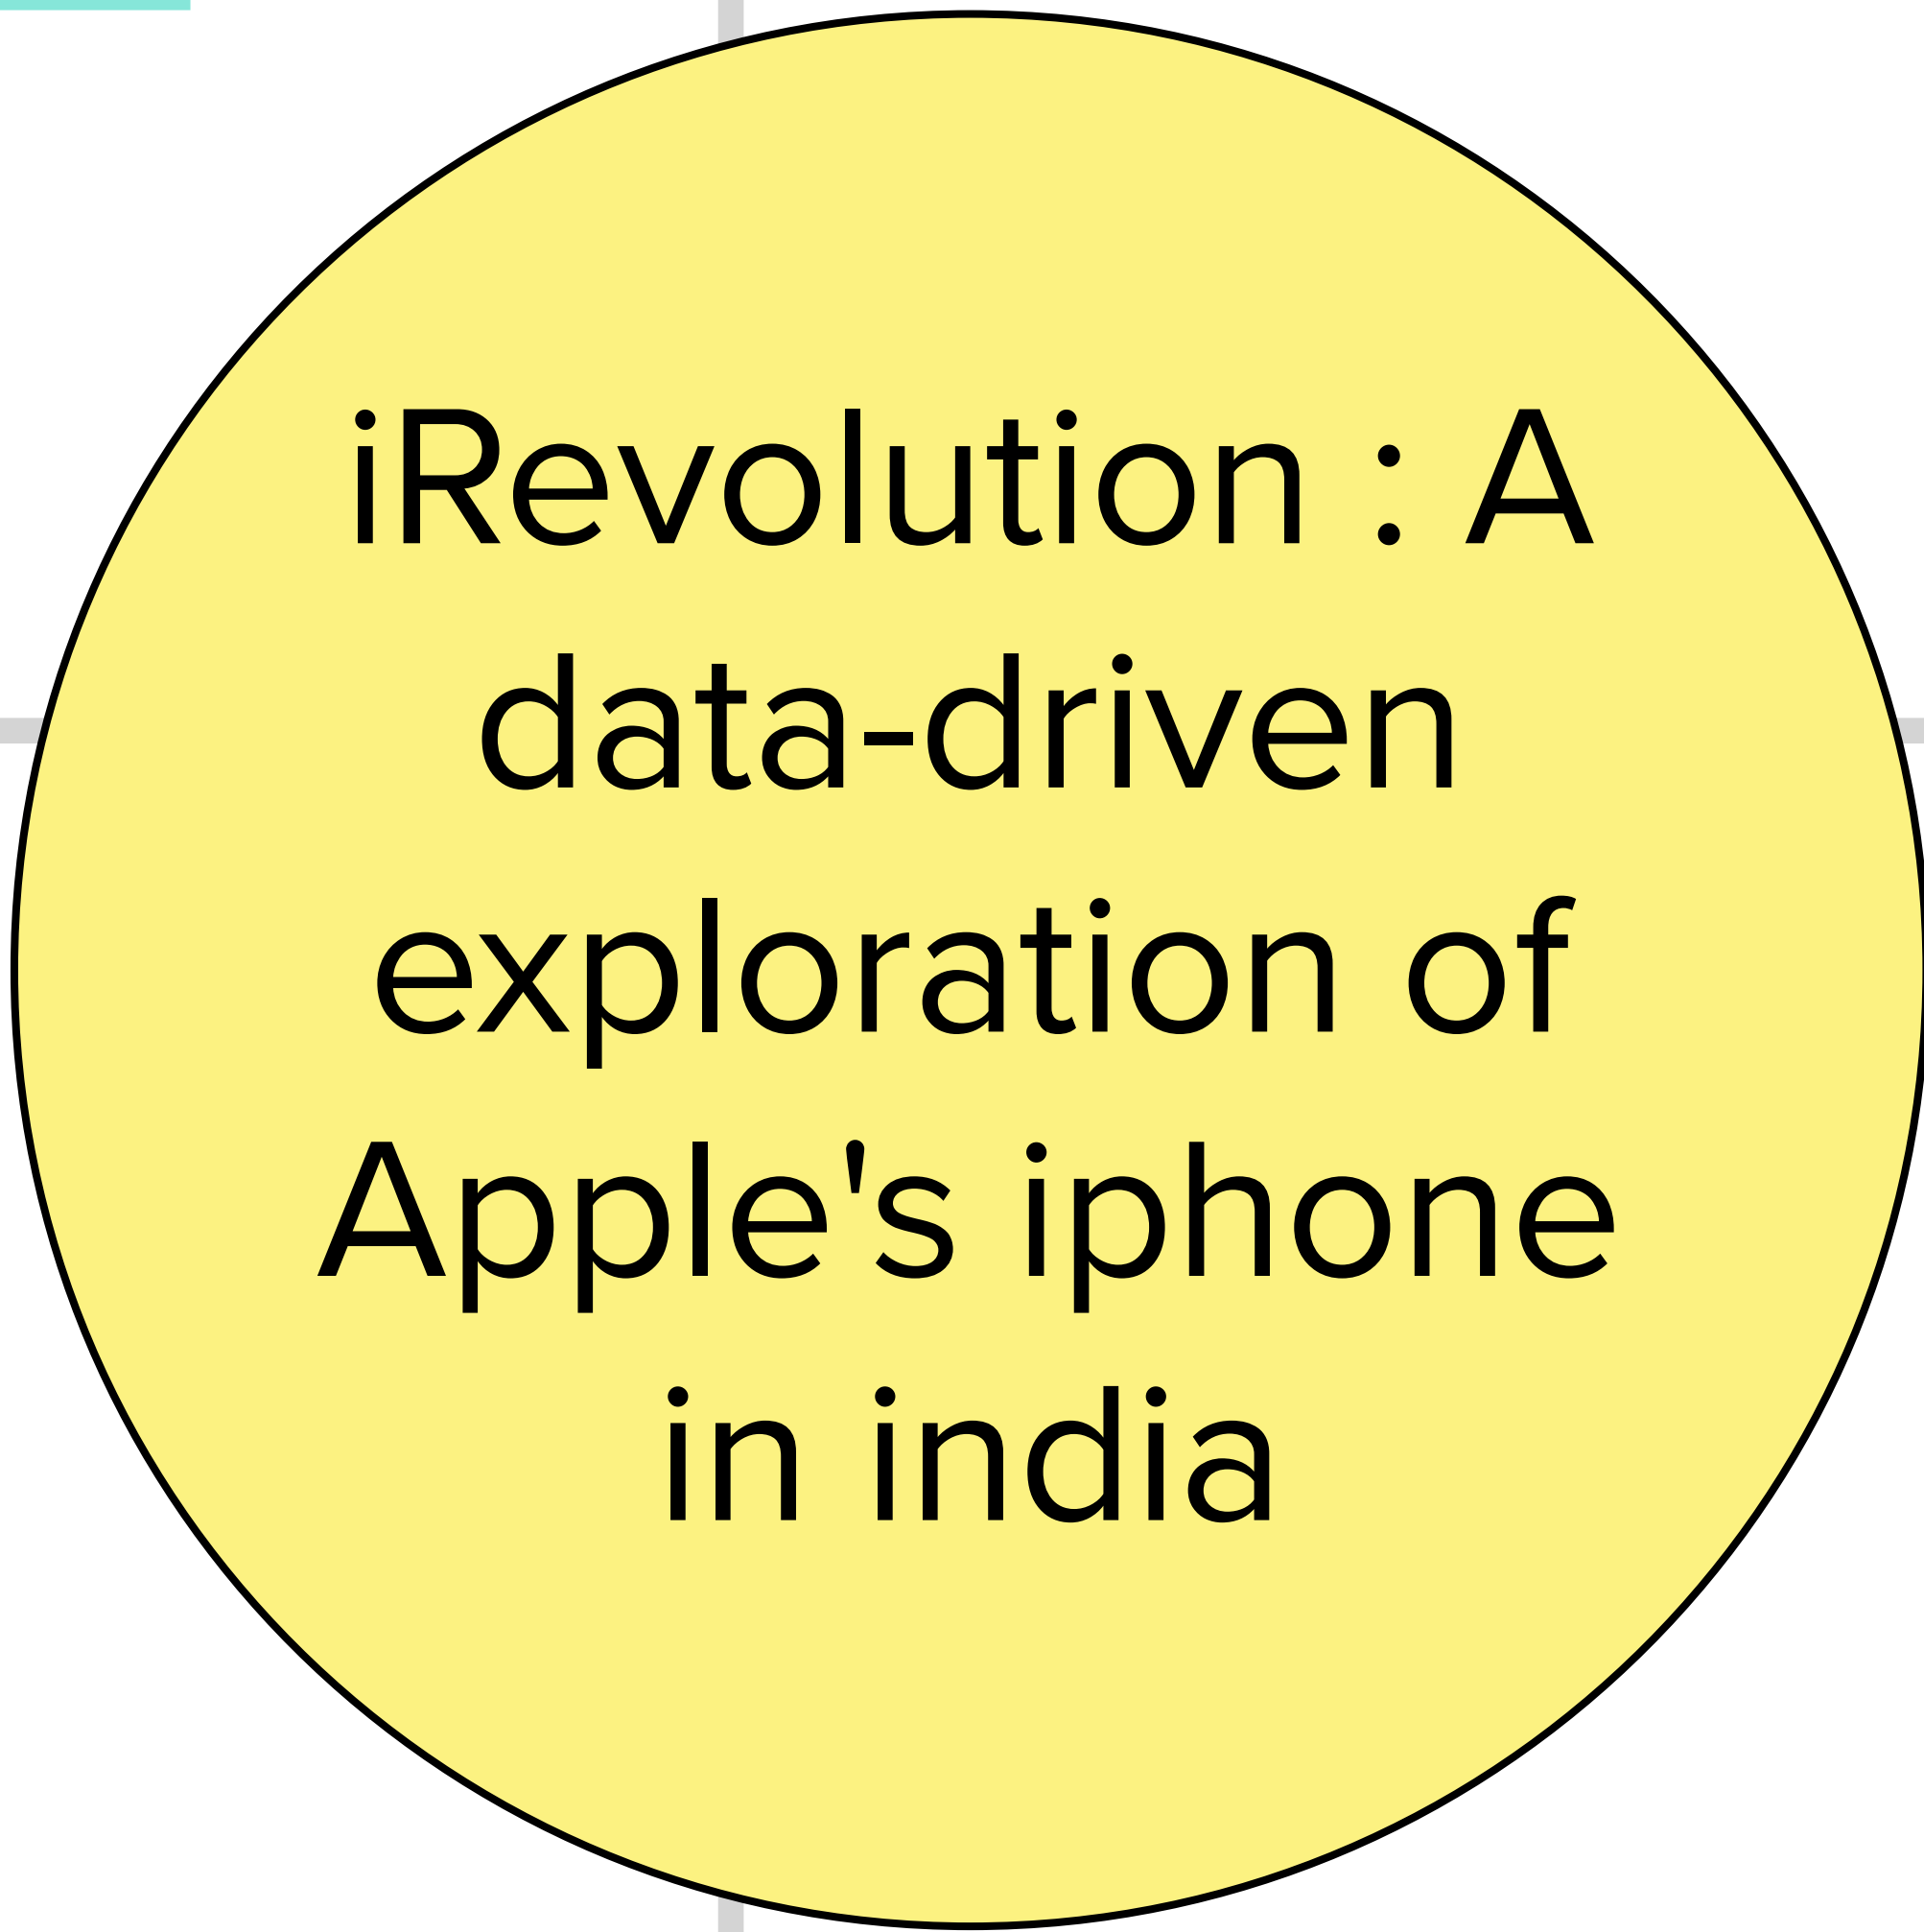 iRevolution : A
data-driven
exploration of
Apple's iphone
in india